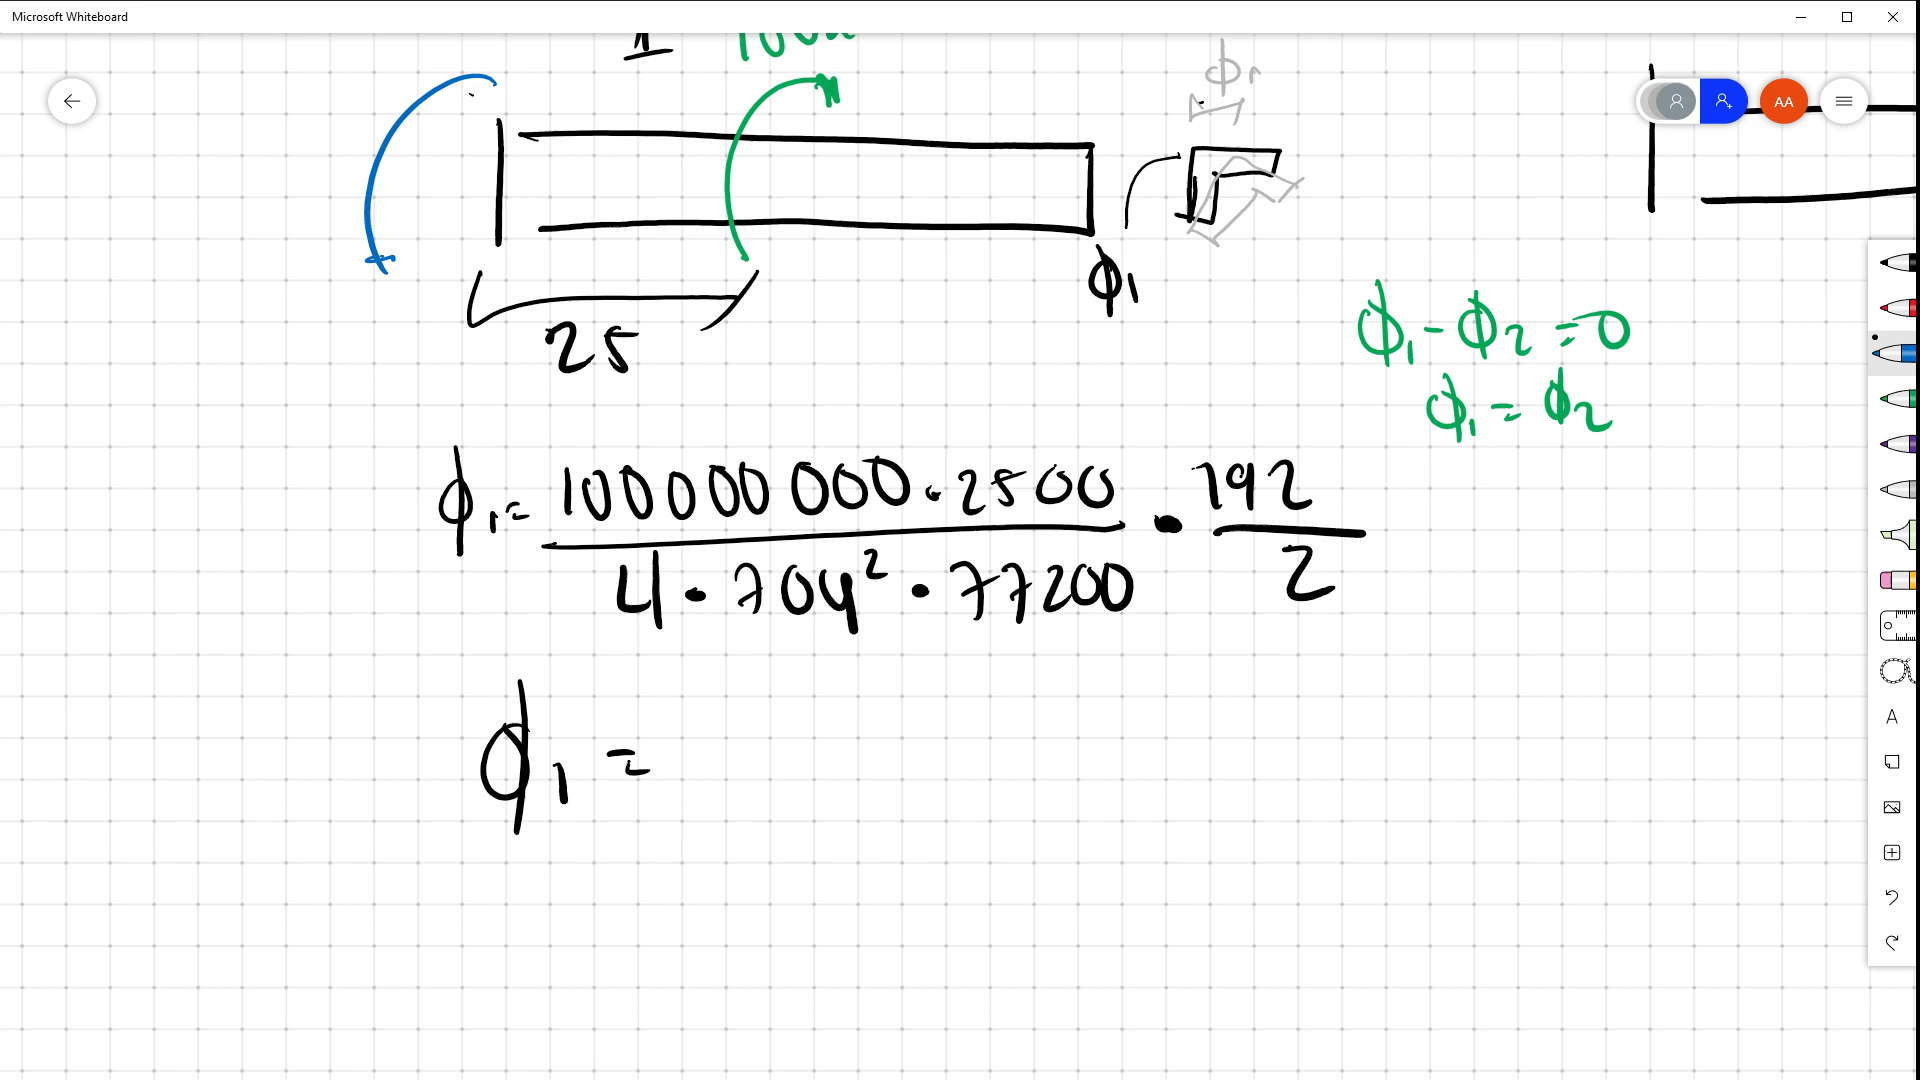 Microsoft Whiteboard
ϕ1
AA
ϕ1
25
ϕ1 - ϕ2 = 0
ϕ1 = ϕ2
ϕ1 = 100000000 · 2500 / 4 · 704² · 77200 · 792 / 2
ϕ1 =
A